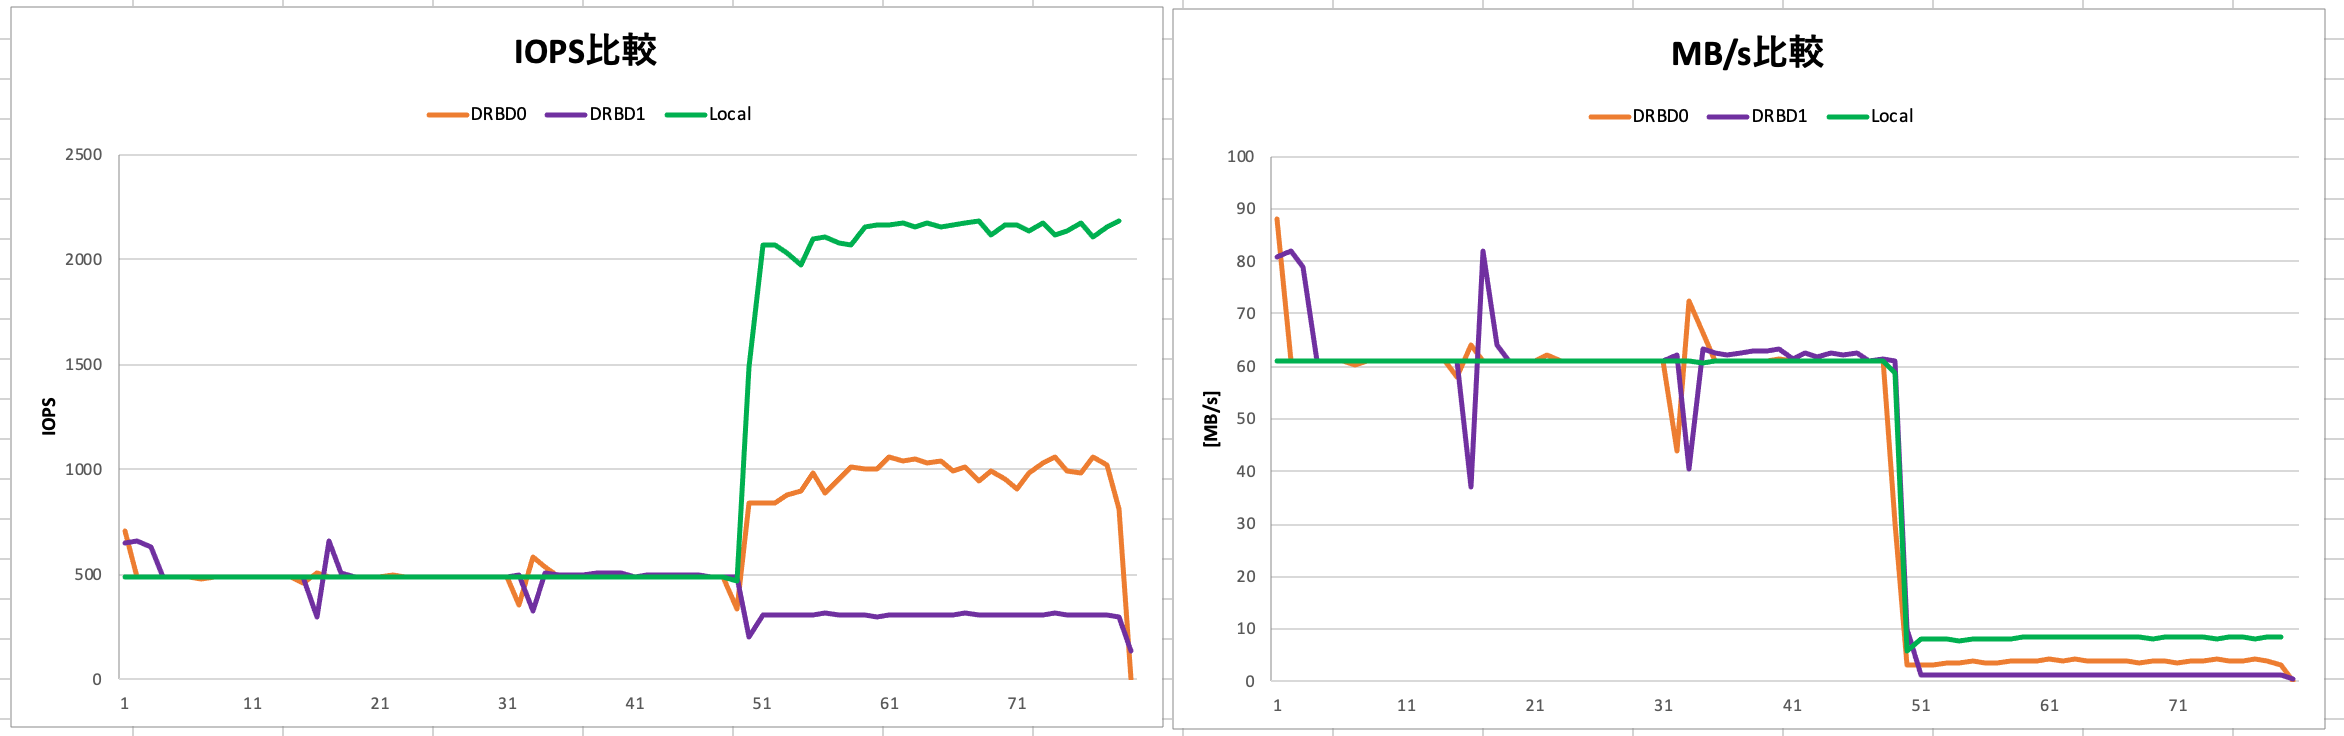 IOPS比較
DRBD0 DRBD1 Local
2500
2000
1500
1000
500
0
IOPS
1 11 21 31 41 51 61 71
MB/s比較
DRBD0 DRBD1 Local
100
90
80
70
60
50
40
30
20
10
0
[MB/s]
1 11 21 31 41 51 61 71